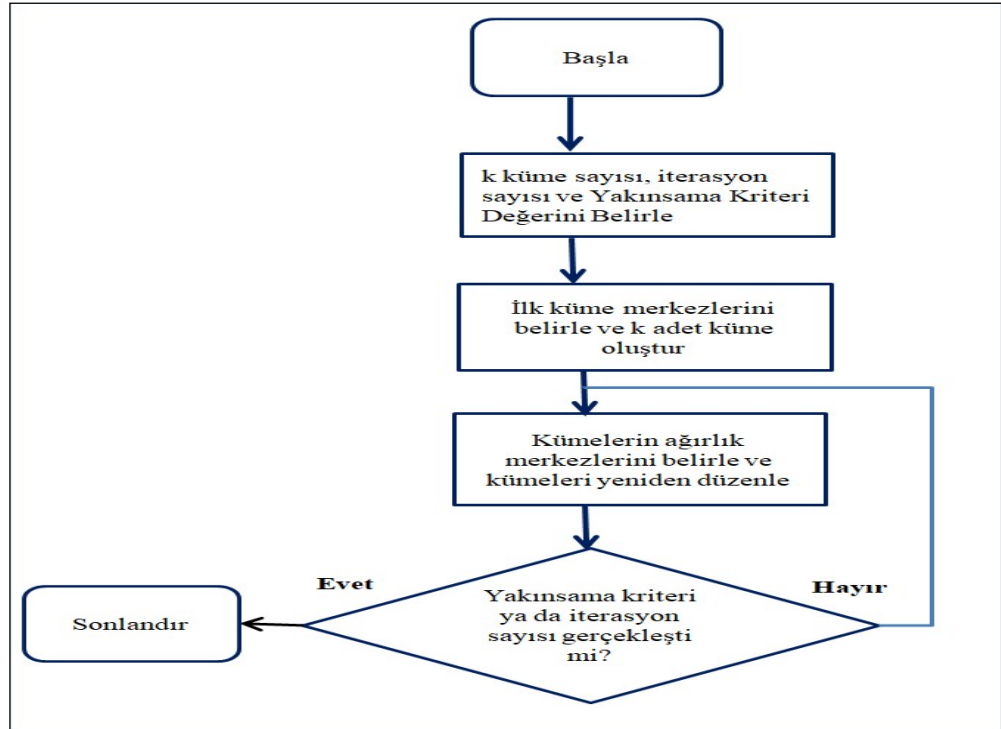 Başla
k küme sayısı, iterasyon
sayısı ve Yakınsama Kriteri
Değerini Belirle
İlk küme merkezlerini
belirle ve k adet küme
oluştur
Kümelerin ağırlık
merkezlerini belirle ve
kümeleri yeniden düzenle
Evet
Hayır
Yakınsama kriteri
ya da iterasyon
sayısı gerçekleşti
mi?
Sonlandır